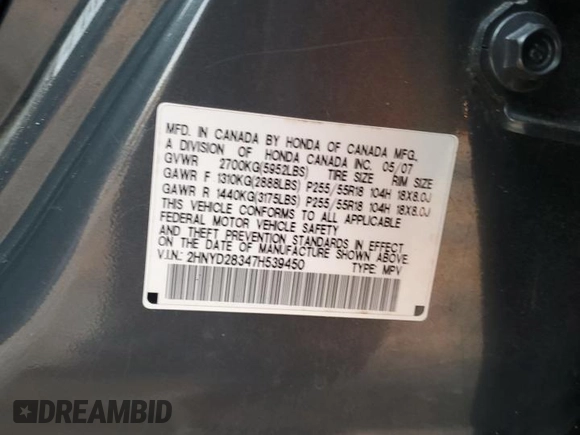 MFD. IN CANADA BY HONDA OF CANADA MFG.,
A DIVISION OF HONDA CANADA INC. 05/07
GVWR 2700KG(5952LBS) TIRE SIZE RIM SIZE
GAWR F 1310KG(2888LBS) P255/55R18 104H 18X8.0J
GAWR R 1440KG(3175LBS) P255/55R18 104H 18X8.0J
THIS VEHICLE CONFORMS TO ALL APPLICABLE
FEDERAL MOTOR VEHICLE SAFETY
AND THEFT PREVENTION STANDARDS IN EFFECT
ON THE DATE OF MANUFACTURE SHOWN ABOVE.
V.I.N.: 2HNYD28347H539450 TYPE: MPV
DREAMBID